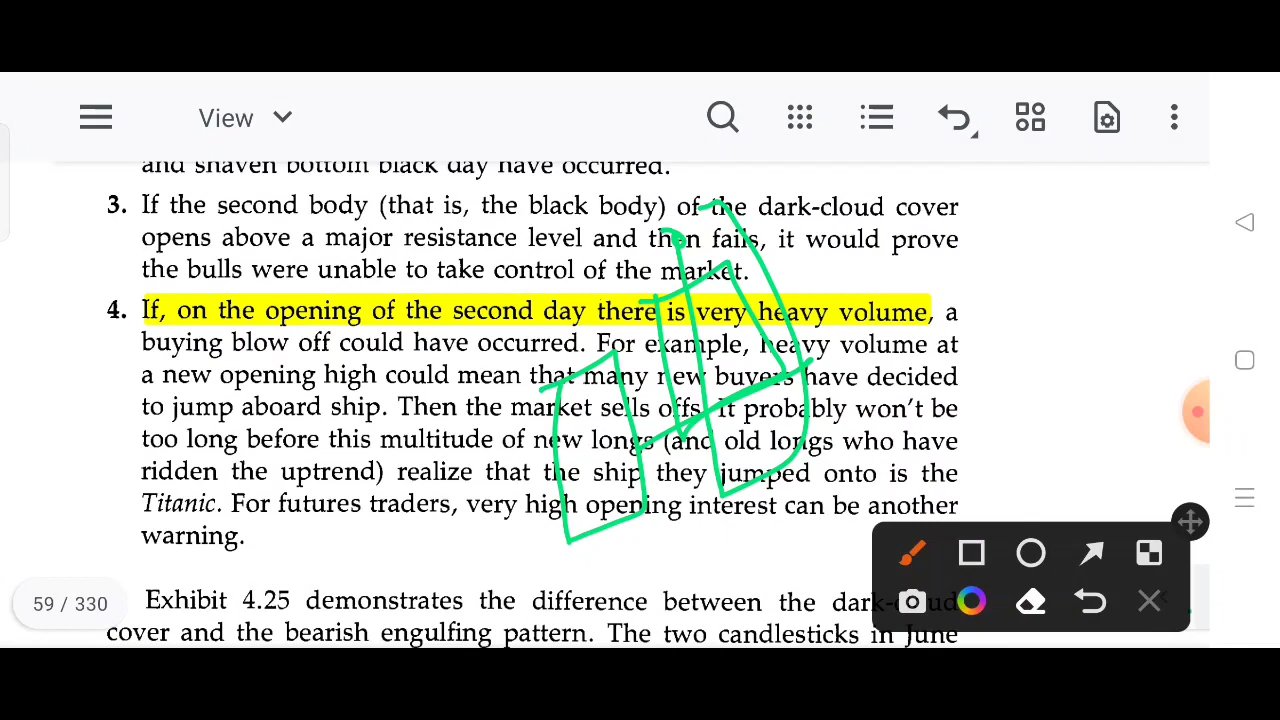 View
and shaven bottom black day have occurred.
3. If the second body (that is, the black body) of the dark-cloud cover
opens above a major resistance level and then fails, it would prove
the bulls were unable to take control of the market.
4. If, on the opening of the second day there is very heavy volume, a
buying blow off could have occurred. For example, heavy volume at
a new opening high could mean that many new buyers have decided
to jump aboard ship. Then the market sells offs. It probably won't be
too long before this multitude of new longs (and old longs who have
ridden the uptrend) realize that the ship they jumped onto is the
Titanic. For futures traders, very high opening interest can be another
warning.
59 / 330
Exhibit 4.25 demonstrates the difference between the dark-cloud
cover and the bearish engulfing pattern. The two candlesticks in June